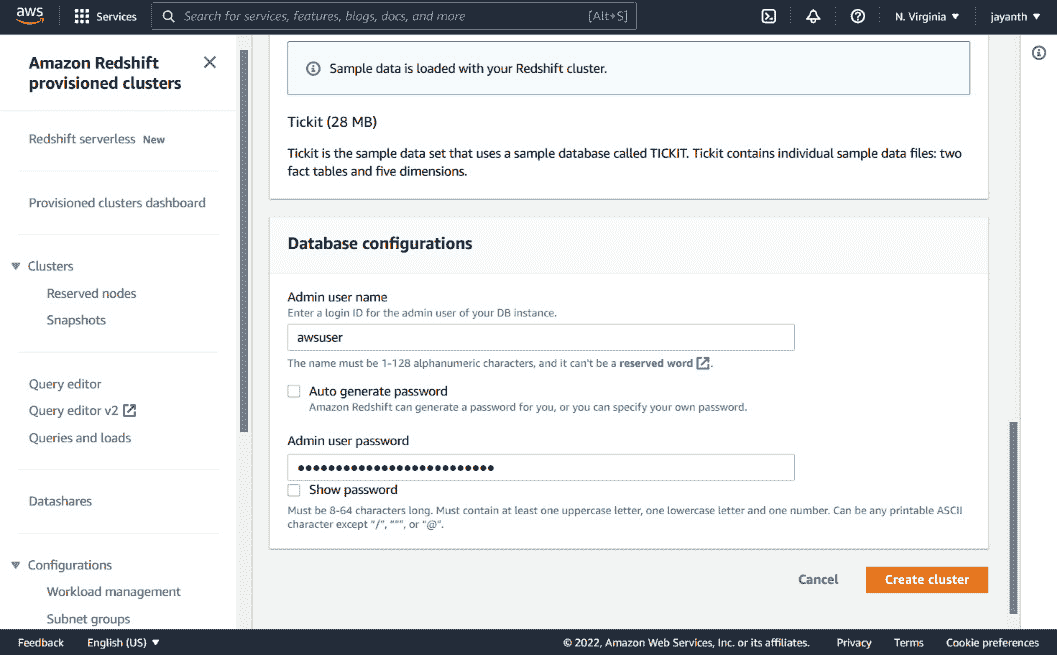 aws
Services
Search for services, features, blogs, docs, and more
[Alt+S]
N. Virginia ▼
jayanth ▼
Amazon Redshift
provisioned clusters
Redshift serverless New
Provisioned clusters dashboard
Clusters
Reserved nodes
Snapshots
Query editor
Query editor v2
Queries and loads
Datashares
Configurations
Workload management
Subnet groups
Sample data is loaded with your Redshift cluster.
Tickit (28 MB)
Tickit is the sample data set that uses a sample database called TICKIT. Tickit contains individual sample data files: two
fact tables and five dimensions.
Database configurations
Admin user name
Enter a login ID for the admin user of your DB instance.
awsuser
The name must be 1-128 alphanumeric characters, and it can't be a reserved word.
Auto generate password
Amazon Redshift can generate a password for you, or you can specify your own password.
Admin user password
••••••••••••••••••••••••••
Show password
Must be 8-64 characters long. Must contain at least one uppercase letter, one lowercase letter and one number. Can be any printable ASCII
character except "/", """, or "@".
Cancel
Create cluster
Feedback
English (US) ▼
© 2022, Amazon Web Services, Inc. or its affiliates.
Privacy
Terms
Cookie preferences